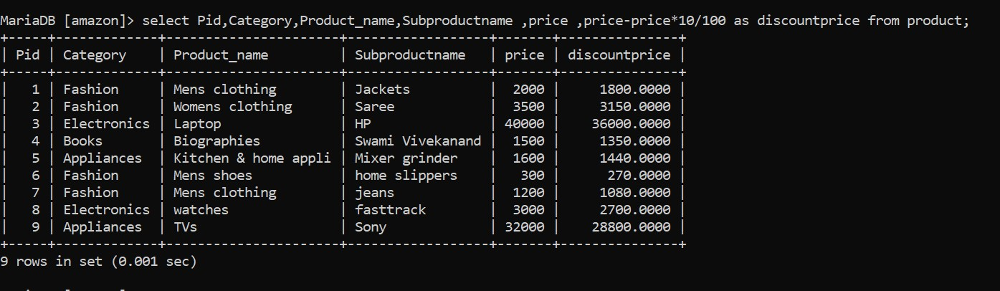 MariaDB [amazon]> select Pid,Category,Product_name,Subproductname ,price ,price-price*10/100 as discountprice from product;
+-----+-------------+----------------------+------------------+-------+---------------+
| Pid | Category    | Product_name         | Subproductname   | price | discountprice |
+-----+-------------+----------------------+------------------+-------+---------------+
|   1 | Fashion     | Mens clothing        | Jackets          |  2000 |     1800.0000 |
|   2 | Fashion     | Womens clothing      | Saree            |  3500 |     3150.0000 |
|   3 | Electronics | Laptop               | HP               | 40000 |    36000.0000 |
|   4 | Books       | Biographies          | Swami Vivekanand |  1500 |     1350.0000 |
|   5 | Appliances  | Kitchen & home appli | Mixer grinder    |  1600 |     1440.0000 |
|   6 | Fashion     | Mens shoes           | home slippers    |   300 |      270.0000 |
|   7 | Fashion     | Mens clothing        | jeans            |  1200 |     1080.0000 |
|   8 | Electronics | watches              | fasttrack        |  3000 |     2700.0000 |
|   9 | Appliances  | TVs                  | Sony             | 32000 |    28800.0000 |
+-----+-------------+----------------------+------------------+-------+---------------+
9 rows in set (0.001 sec)